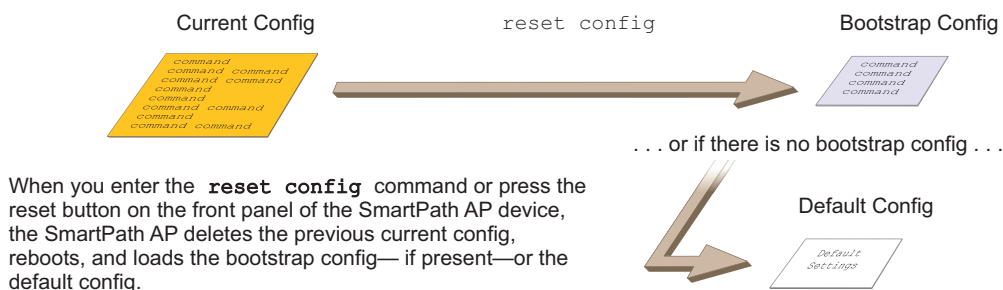 Current Config
reset config
Bootstrap Config
command
command command
command command
command
command
command command
command
command command
command
command
command
command
. . . or if there is no bootstrap config . . .
When you enter the reset config command or press the
reset button on the front panel of the SmartPath AP device,
the SmartPath AP deletes the previous current config,
reboots, and loads the bootstrap config— if present—or the
default config.
Default Config
Default
Settings